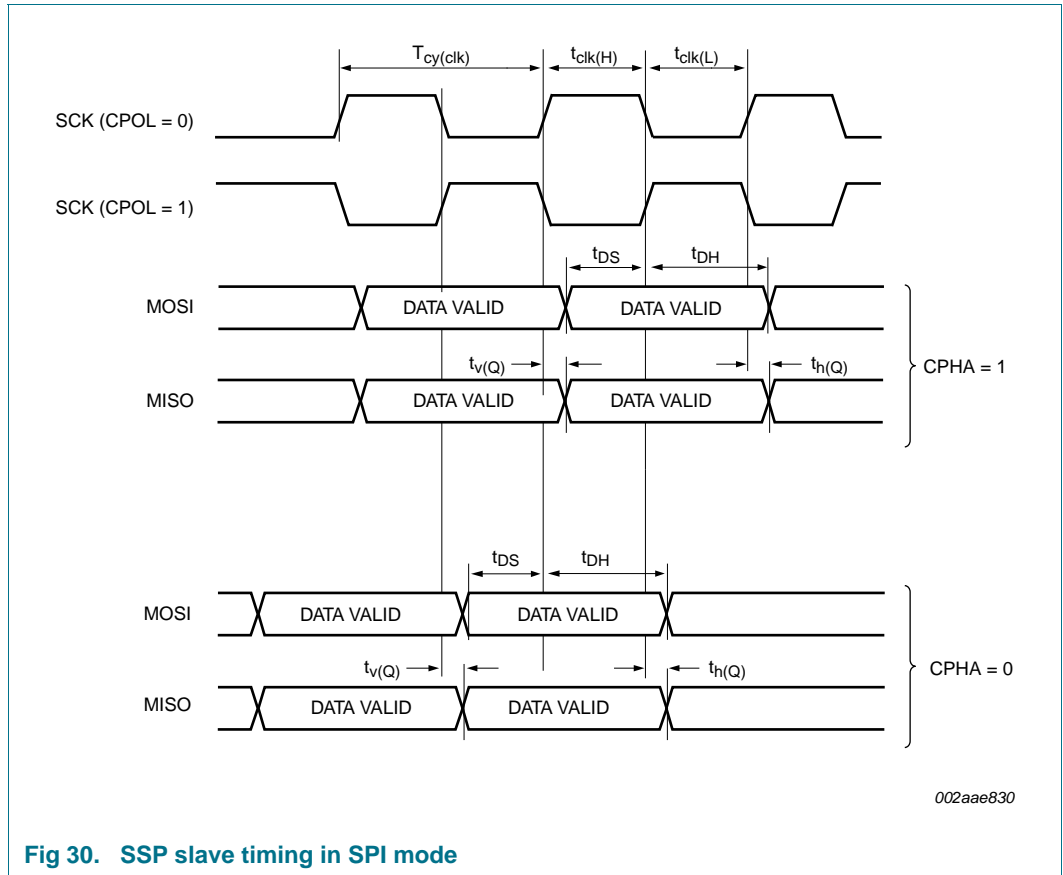 Tcy(clk) tclk(H) tclk(L)
SCK (CPOL = 0)
SCK (CPOL = 1)
tDS tDH
MOSI DATA VALID DATA VALID
tv(Q) th(Q)
CPHA = 1
MISO DATA VALID DATA VALID
tDS tDH
MOSI DATA VALID DATA VALID
tv(Q) th(Q)
CPHA = 0
MISO DATA VALID DATA VALID
002aae830
Fig 30. SSP slave timing in SPI mode